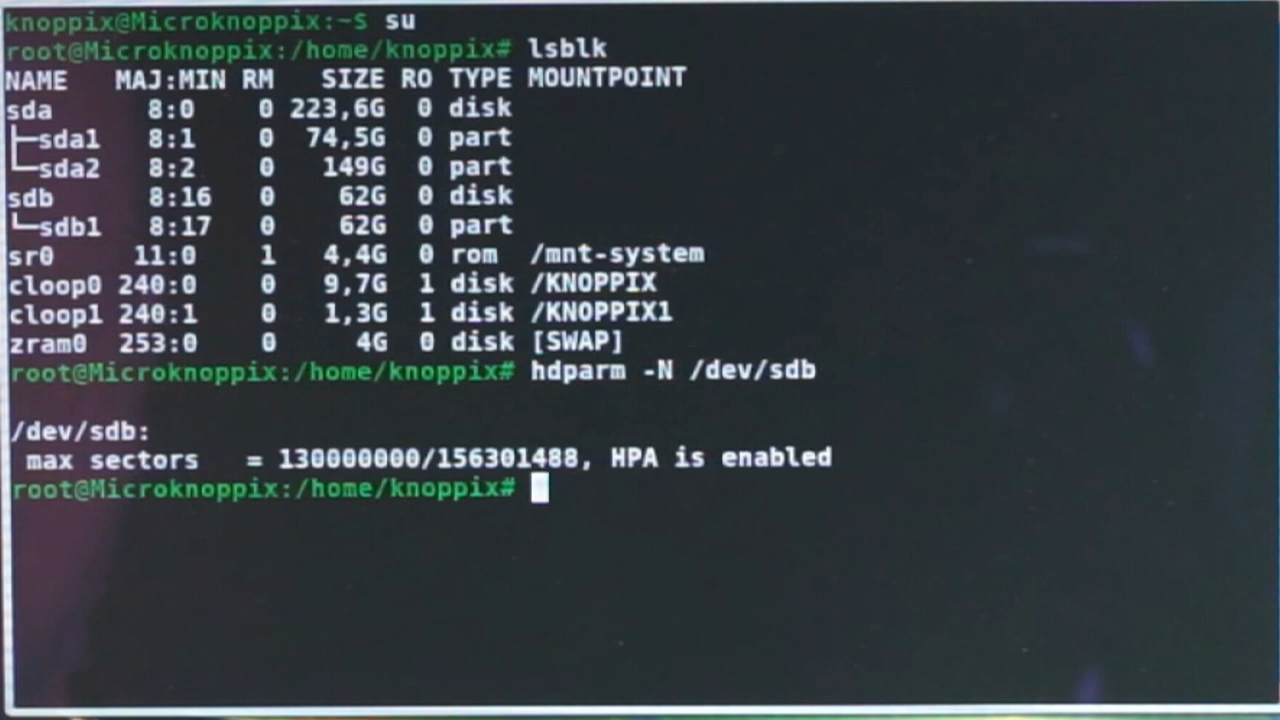 knoppix@Microknoppix:~$ su
root@Microknoppix:/home/knoppix# lsblk
NAME   MAJ:MIN RM   SIZE RO TYPE MOUNTPOINT
sda      8:0    0 223,6G  0 disk
├─sda1   8:1    0  74,5G  0 part
└─sda2   8:2    0   149G  0 part
sdb      8:16   0    62G  0 disk
└─sdb1   8:17   0    62G  0 part
sr0     11:0    1   4,4G  0 rom  /mnt-system
cloop0 240:0    0   9,7G  1 disk /KNOPPIX
cloop1 240:1    0   1,3G  1 disk /KNOPPIX1
zram0  253:0    0     4G  0 disk [SWAP]
root@Microknoppix:/home/knoppix# hdparm -N /dev/sdb
/dev/sdb:
 max sectors   = 130000000/156301488, HPA is enabled
root@Microknoppix:/home/knoppix#